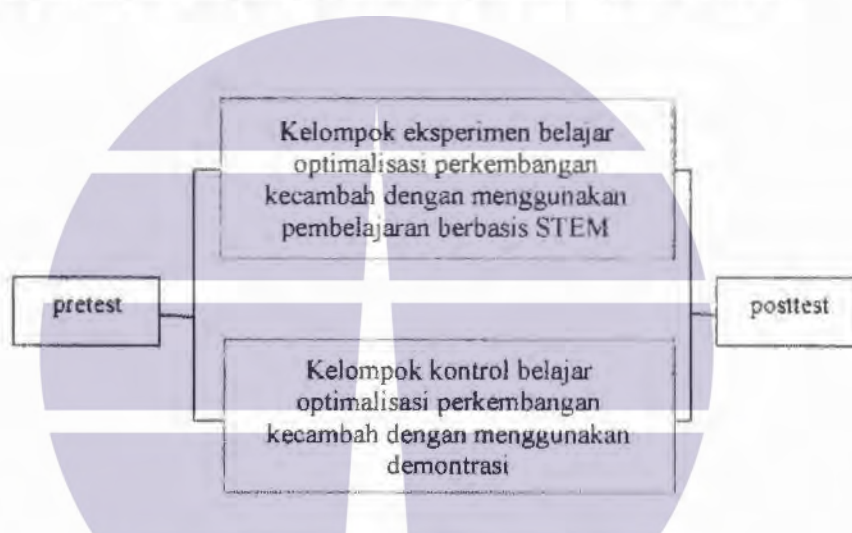 Kelompok eksperimen belajar
optimalisasi perkembangan
kecambah dengan menggunakan
pembelajaran berbasis STEM
pretest
posttest
Kelompok kontrol belajar
optimalisasi perkembangan
kecambah dengan menggunakan
demontrasi